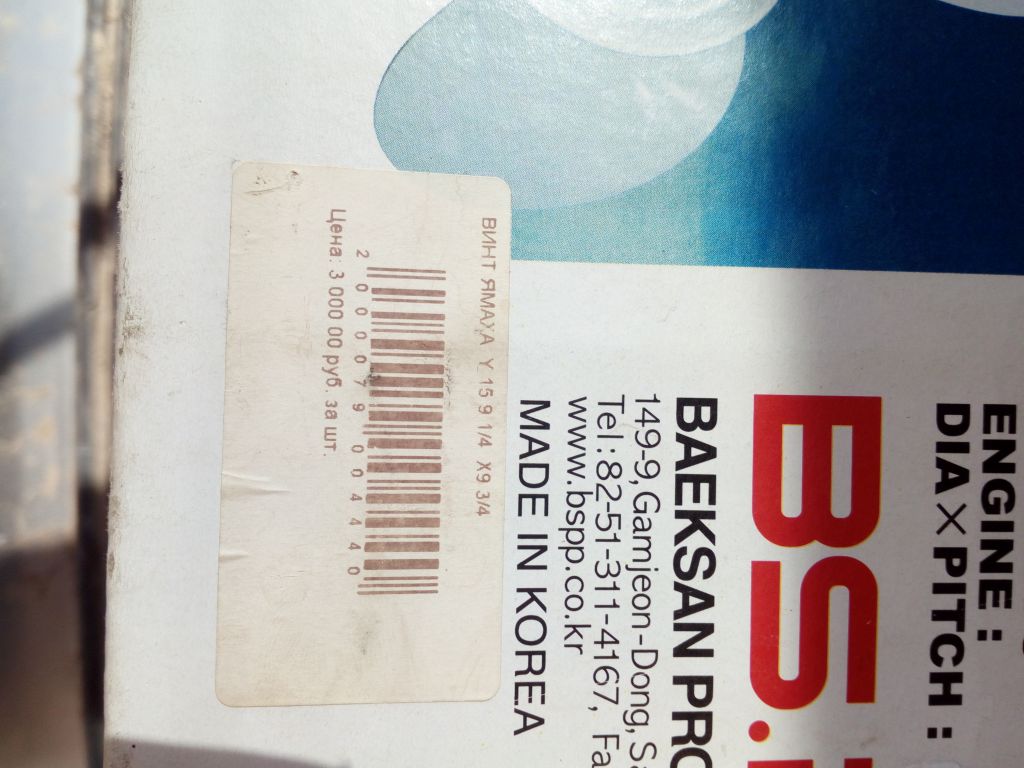 ENGINE :
DIA × PITCH :
BS.
BAEKSAN PRO
149-9, Gamjeon-Dong, Sa
Tel : 82-51-311-4167, Fa
www.bspp.co.kr
MADE IN KOREA
ВИНТ ЯМАХА Y 15 9 1/4 X9 3/4
2 000079 004440
Цена: 3 000 00 руб. за шт.